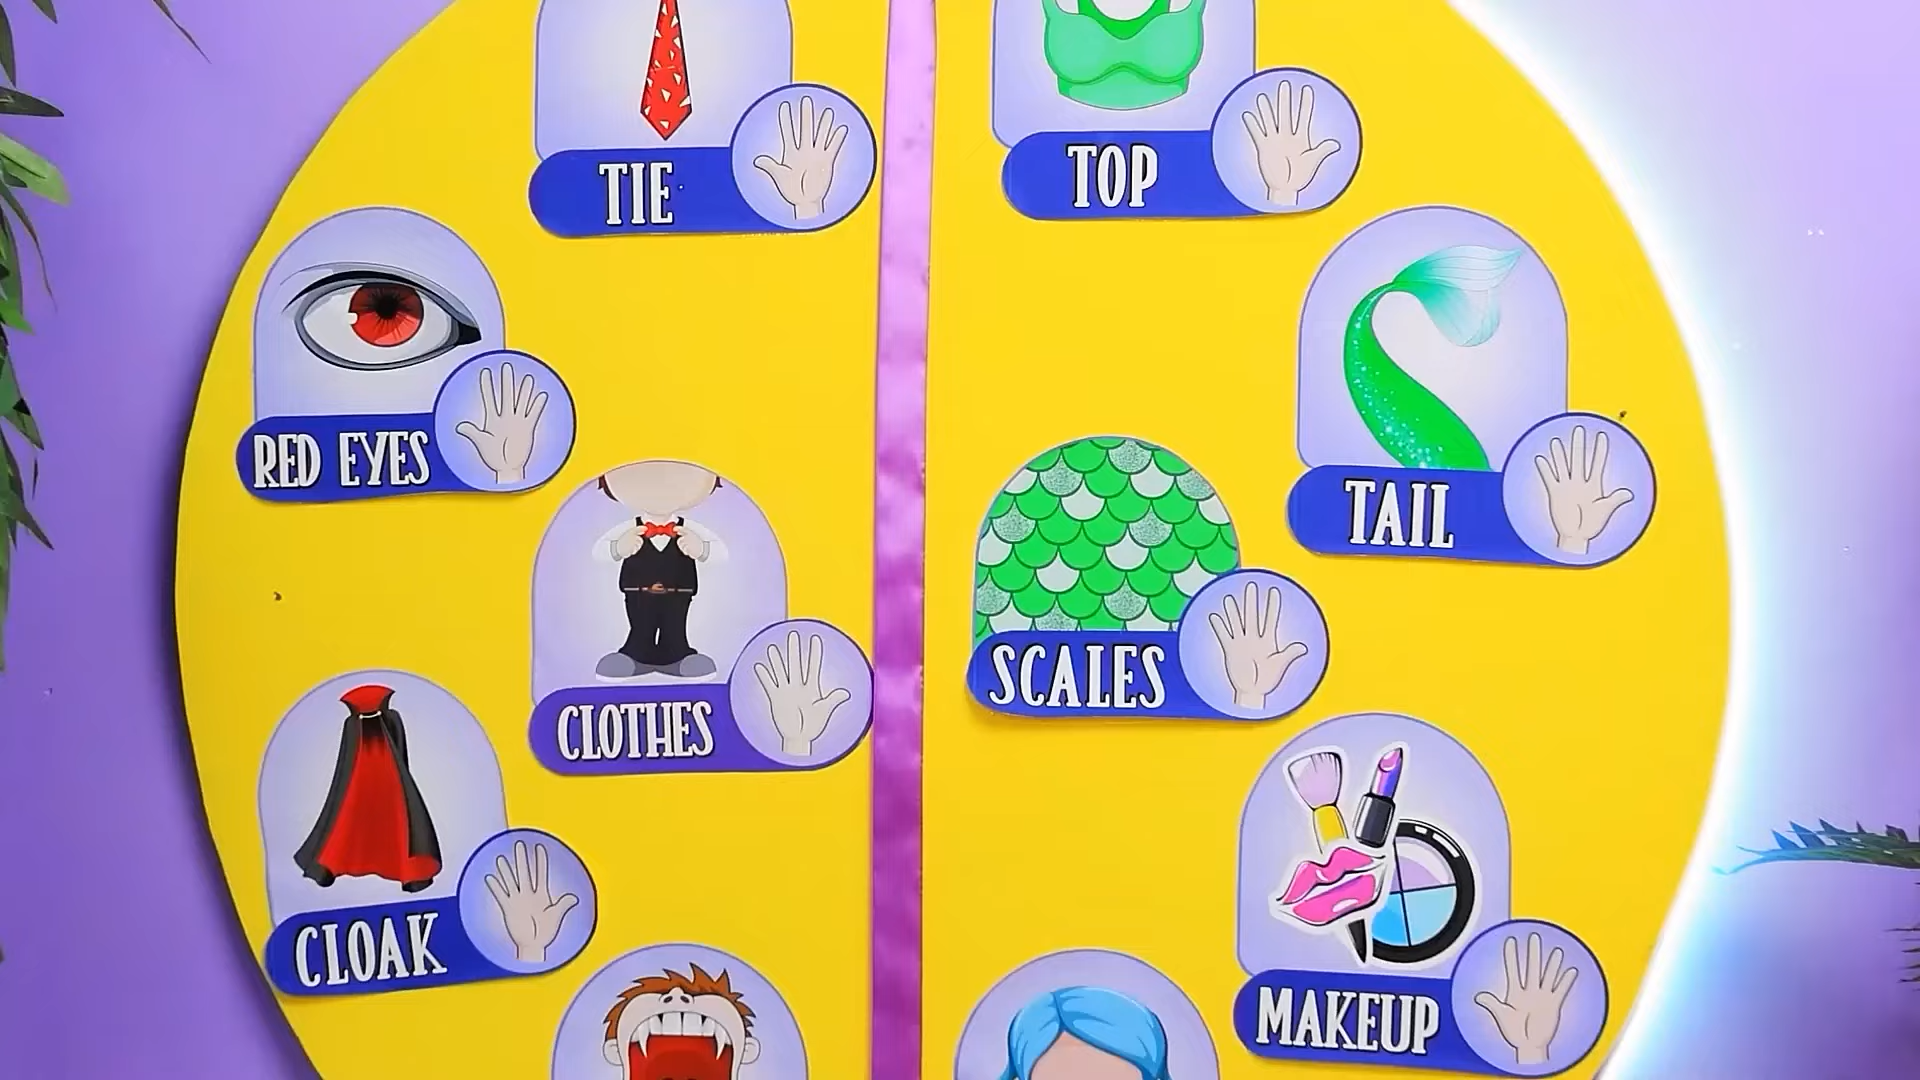 TIE
TOP
RED EYES
TAIL
CLOTHES
SCALES
CLOAK
MAKEUP